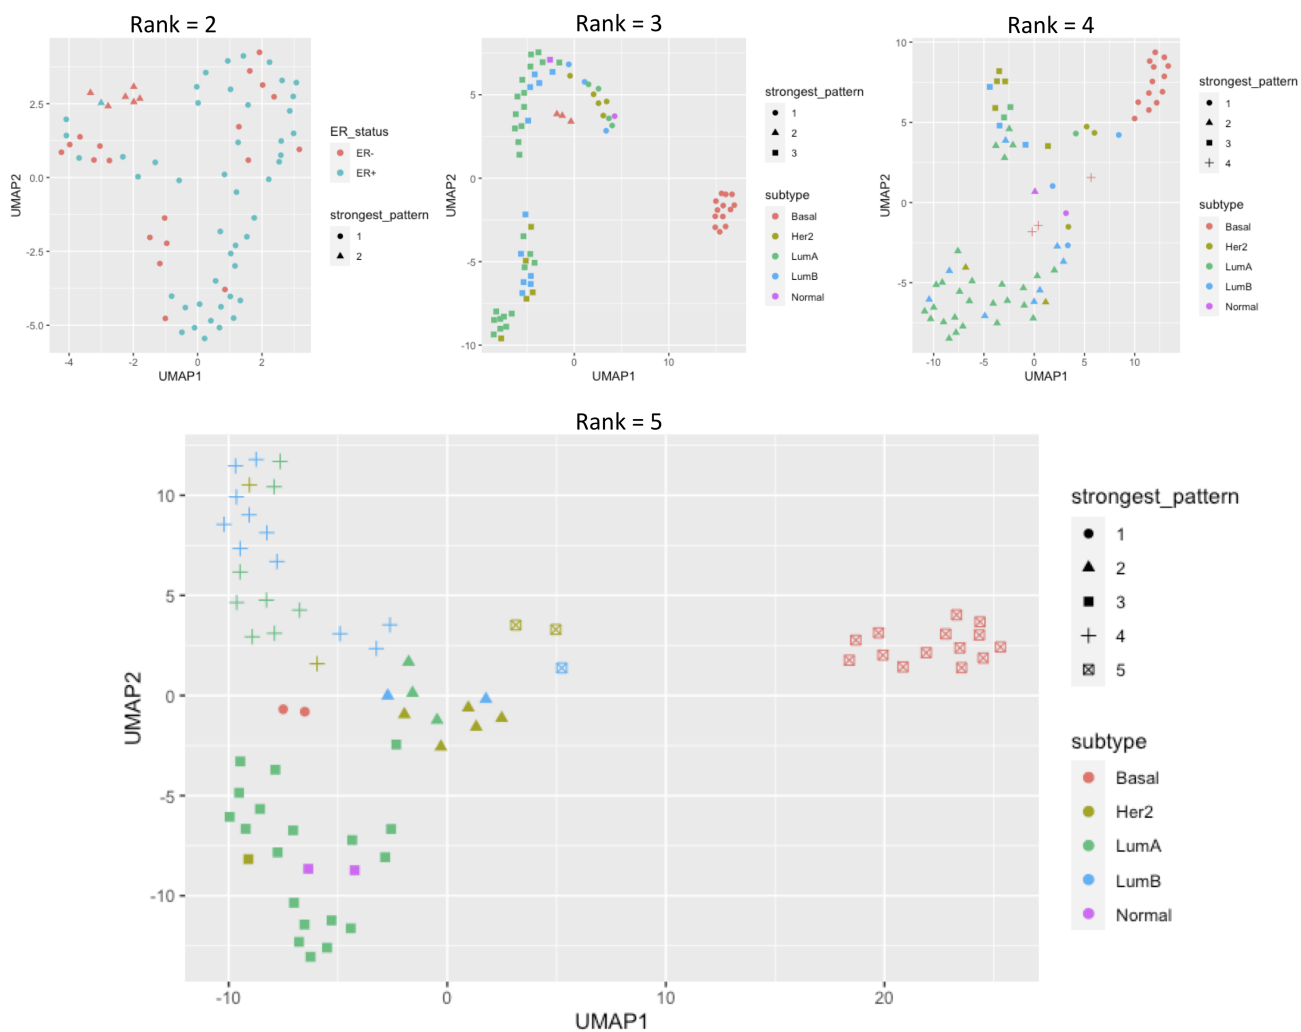 Rank = 2
2.5
0.0
-2.5
-5.0
-4
-2
0
2
UMAP1
UMAP2
ER_status
ER-
ER+
strongest_pattern
1
2
Rank = 3
5
0
-5
-10
0
10
UMAP1
UMAP2
strongest_pattern
1
2
3
subtype
Basal
Her2
LumA
LumB
Normal
Rank = 4
10
5
0
-5
-10
-5
0
5
10
UMAP1
UMAP2
strongest_pattern
1
2
3
4
subtype
Basal
Her2
LumA
LumB
Normal
Rank = 5
10
5
0
-5
-10
-10
0
10
20
UMAP1
UMAP2
strongest_pattern
1
2
3
4
5
subtype
Basal
Her2
LumA
LumB
Normal